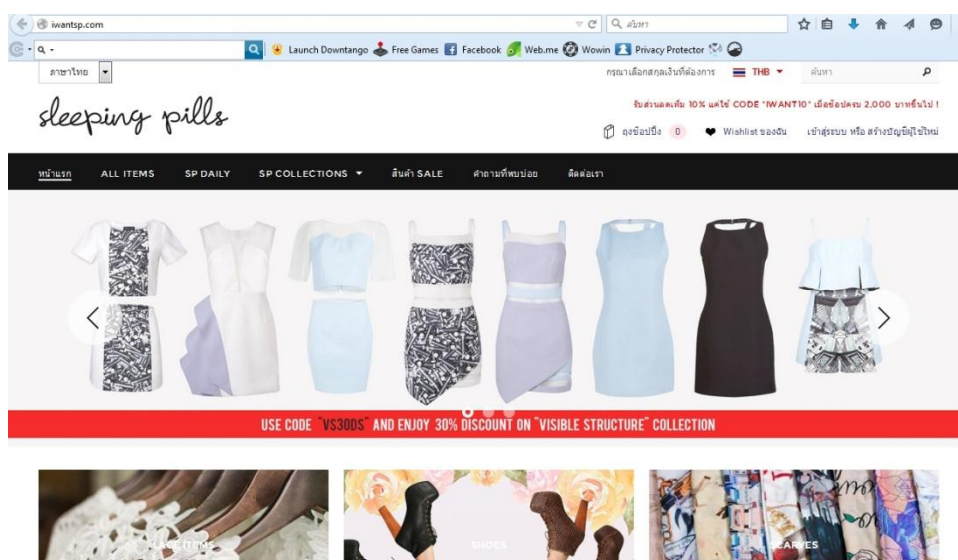 iwantsp.com
ค้นหา
Launch Downtango Free Games Facebook Web.me Wowin Privacy Protector
ภาษาไทย
กรุณาเลือกสกุลเงินที่ต้องการ THB ค้นหา
sleeping pills
รับส่วนลดเพิ่ม 10% แค่ใช้ CODE "IWANT10" เมื่อช้อปครบ 2,000 บาทขึ้นไป !
ถุงช้อปปิ้ง 0 Wishlist ของฉัน เข้าสู่ระบบ หรือ สร้างบัญชีผู้ใช้ใหม่
หน้าแรก ALL ITEMS SP DAILY SP COLLECTIONS สินค้า SALE คำถามที่พบบ่อย ติดต่อเรา
USE CODE "VS30DS" AND ENJOY 30% DISCOUNT ON "VISIBLE STRUCTURE" COLLECTION
LACE ITEMS SHOES SCARVES